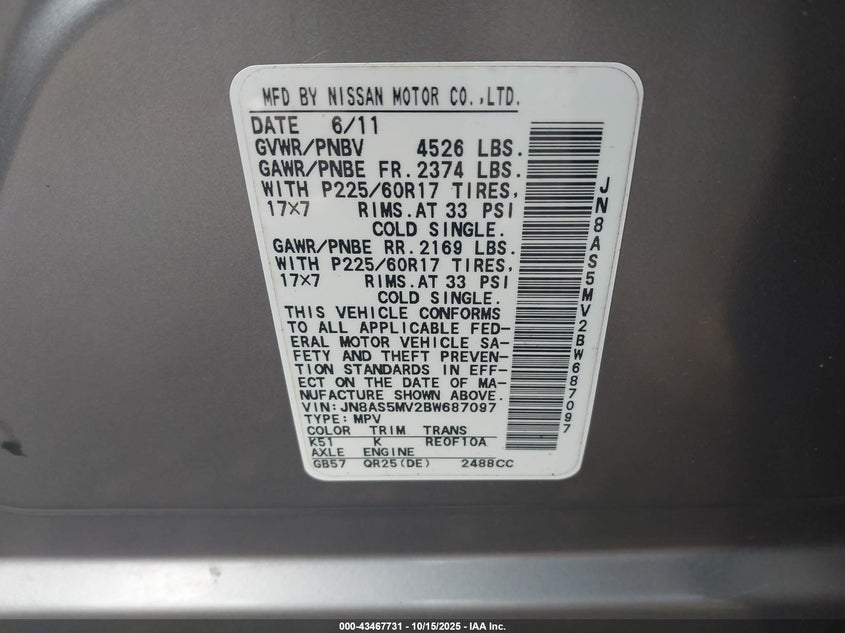 MFD BY NISSAN MOTOR CO.,LTD.
DATE 6/11
GVWR/PNBV 4526 LBS.
GAWR/PNBE FR. 2374 LBS.
WITH P225/60R17 TIRES,
17×7 RIMS. AT 33 PSI
COLD SINGLE.
GAWR/PNBE RR. 2169 LBS.
WITH P225/60R17 TIRES,
17×7 RIMS. AT 33 PSI
COLD SINGLE.
THIS VEHICLE CONFORMS
TO ALL APPLICABLE FED-
ERAL MOTOR VEHICLE SA-
FETY AND THEFT PREVEN-
TION STANDARDS IN EFF-
ECT ON THE DATE OF MA-
NUFACTURE SHOWN ABOVE.
VIN: JN8AS5MV2BW687097
TYPE: MPV
COLOR TRIM TRANS
K51 K RE0F10A
AXLE ENGINE
GB57 QR25(DE) 2488CC
JN8AS5MV2BW687097
000-43467731 - 10/15/2025 - IAA Inc.